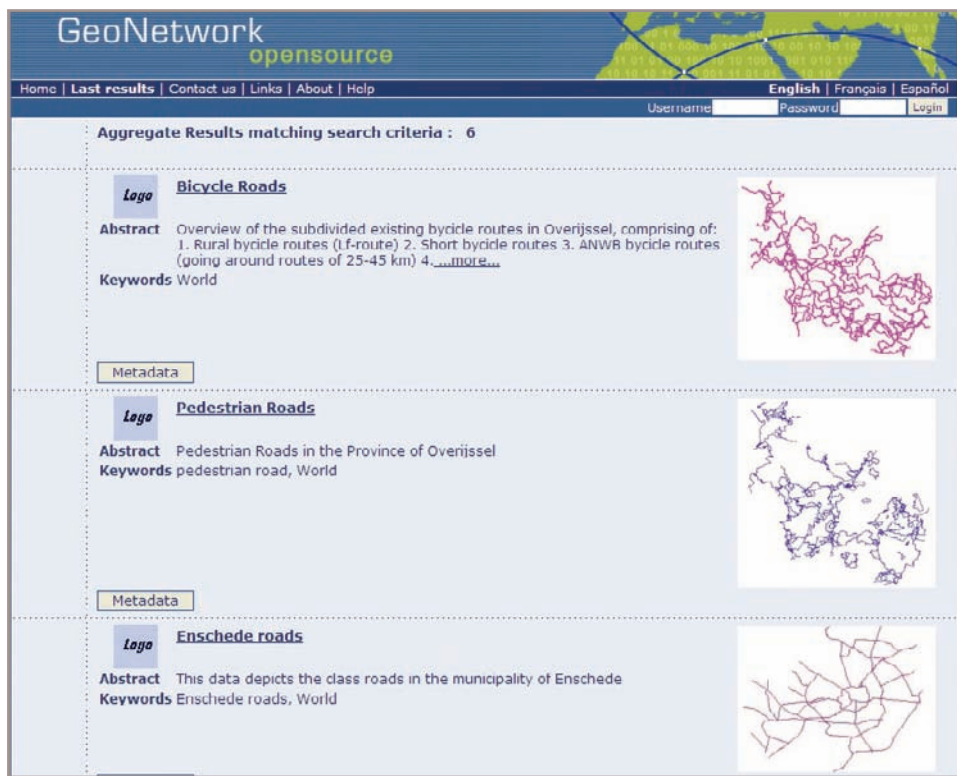 GeoNetwork
opensource
Home | Last results | Contact us | Links | About | Help
English | Français | Español
Username Password Login
Aggregate Results matching search criteria : 6
Logo
Bicycle Roads
Abstract Overview of the subdivided existing bycicle routes in Overijssel, comprising of:
1. Rural bycicle routes (Lf-route) 2. Short bycicle routes 3. ANWB bycicle routes
(going around routes of 25-45 km) 4. ...more...
Keywords World
Metadata
Logo
Pedestrian Roads
Abstract Pedestrian Roads in the Province of Overijssel
Keywords pedestrian road, World
Metadata
Logo
Enschede roads
Abstract This data depicts the class roads in the municipality of Enschede
Keywords Enschede roads, World